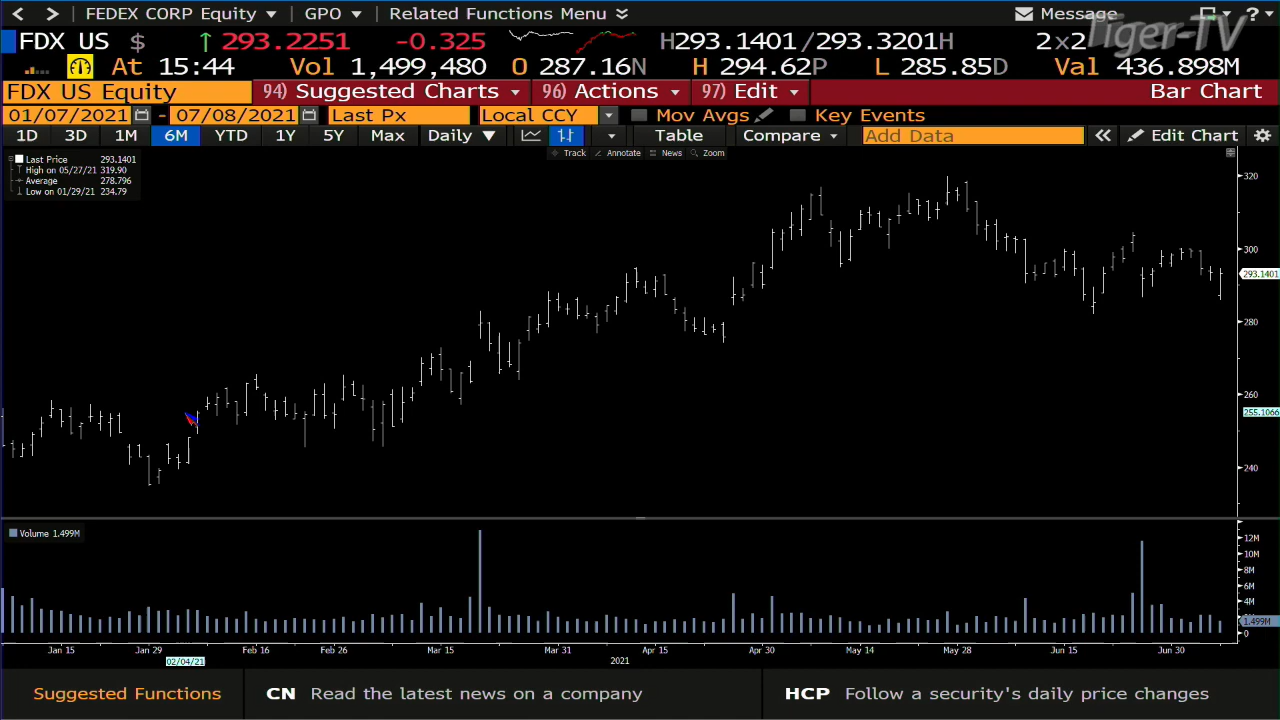 FEDEX CORP Equity GPO Related Functions Menu Message ?
Tiger-TV
FDX US $ ↑ 293.2251 -0.325 H293.1401/293.3201H 2x2
At 15:44 Vol 1,499,480 O 287.16N H 294.62P L 285.85D Val 436.898M
FDX US Equity 94) Suggested Charts 96) Actions 97) Edit Bar Chart
01/07/2021 - 07/08/2021 Last Px Local CCY Mov Avgs Key Events
1D 3D 1M 6M YTD 1Y 5Y Max Daily ▼ Table Compare Add Data « Edit Chart
Track Annotate News Zoom
Last Price 293.1401
High on 05/27/21 319.90
Average 278.796
Low on 01/29/21 234.79
320
300
293.1401
280
260
255.1066
240
Volume 1.499M
12M
10M
8M
6M
4M
1.499M
0
Jan 15 Jan 29 Feb 16 Feb 26 Mar 15 Mar 31 Apr 15 Apr 30 May 14 May 28 Jun 15 Jun 30
02/04/21 2021
Suggested Functions CN Read the latest news on a company HCP Follow a security's daily price changes